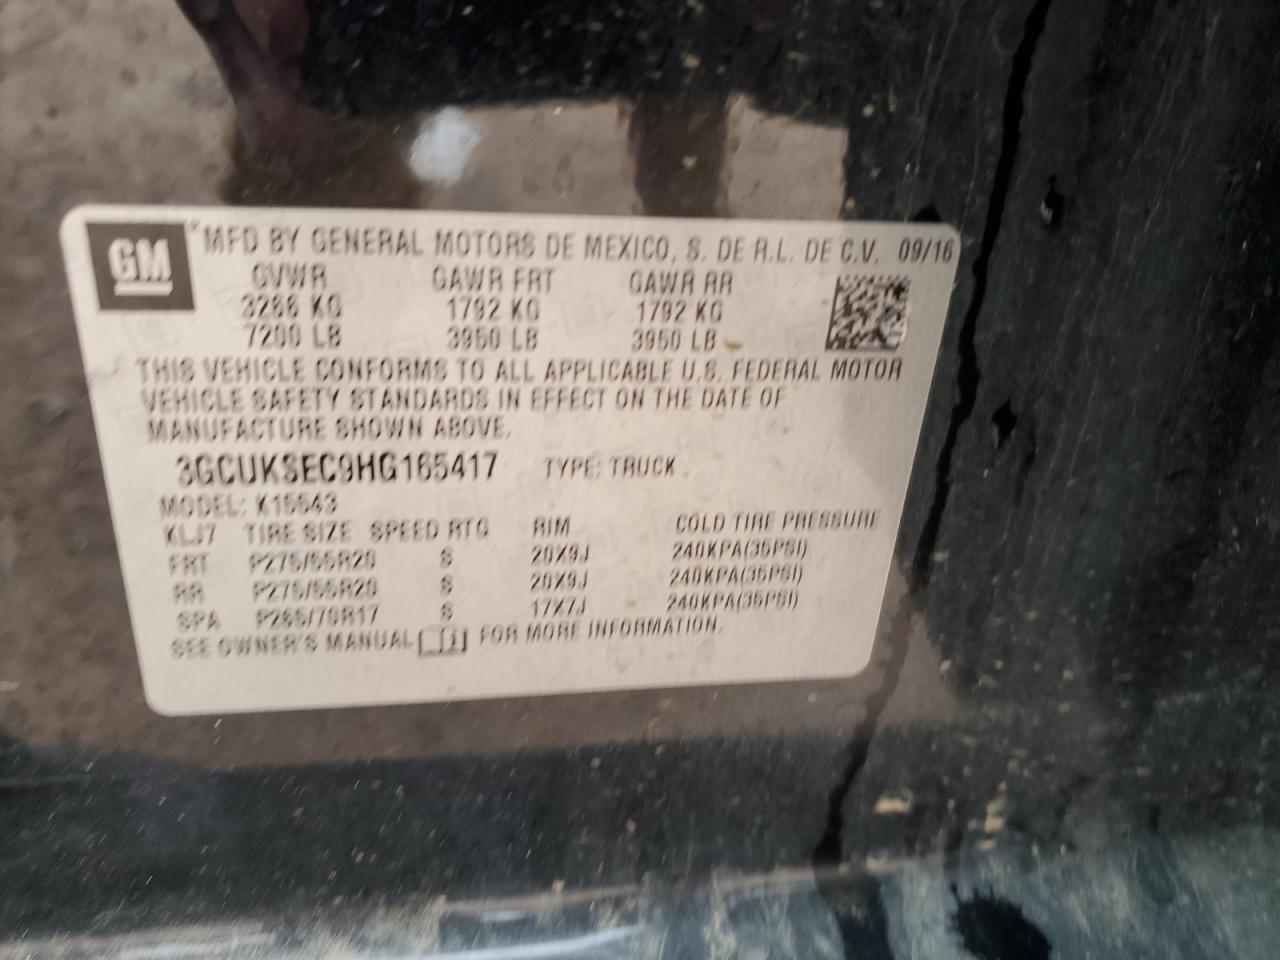 GM
*MFD BY GENERAL MOTORS DE MEXICO, S. DE R.L. DE C.V. 09/16
GVWR GAWR FRT GAWR RR
3266 KG 1792 KG 1792 KG
7200 LB 3950 LB 3950 LB
THIS VEHICLE CONFORMS TO ALL APPLICABLE U.S. FEDERAL MOTOR
VEHICLE SAFETY STANDARDS IN EFFECT ON THE DATE OF
MANUFACTURE SHOWN ABOVE.
3GCUKSEC9HG165417 TYPE: TRUCK
MODEL: K15543
KLJ7 TIRE SIZE SPEED RTG RIM COLD TIRE PRESSURE
FRT P275/55R20 S 20X9J 240KPA(35PSI)
RR P275/55R20 S 20X9J 240KPA(35PSI)
SPA P265/70R17 S 17X7J 240KPA(35PSI)
SEE OWNER'S MANUAL FOR MORE INFORMATION.